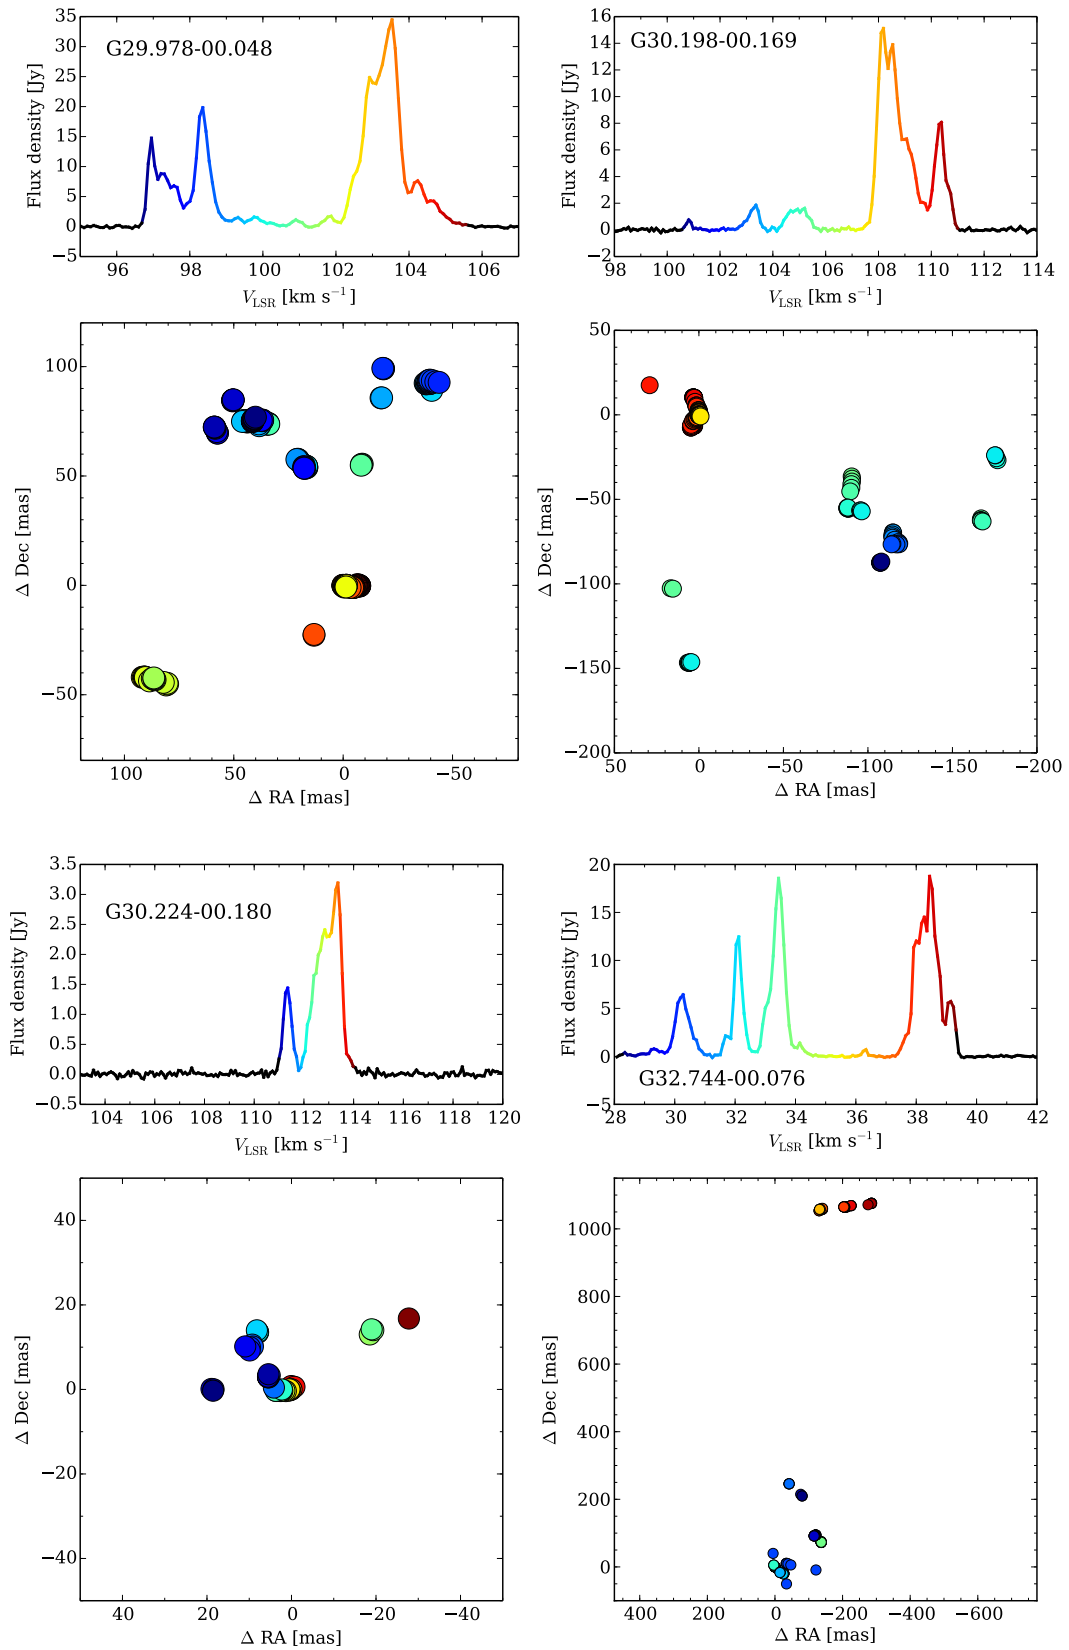 G29.978-00.048
Flux density [Jy]
35
30
25
20
15
10
5
0
−5
96 98 100 102 104 106
V_LSR [km s⁻¹]
G30.198-00.169
Flux density [Jy]
16
14
12
10
8
6
4
2
0
−2
98 100 102 104 106 108 110 112 114
V_LSR [km s⁻¹]
Δ Dec [mas]
100
50
0
−50
100 50 0 −50
Δ RA [mas]
Δ Dec [mas]
50
0
−50
−100
−150
−200
50 0 −50 −100 −150 −200
Δ RA [mas]
G30.224-00.180
Flux density [Jy]
3.5
3.0
2.5
2.0
1.5
1.0
0.5
0.0
−0.5
104 106 108 110 112 114 116 118 120
V_LSR [km s⁻¹]
G32.744-00.076
Flux density [Jy]
20
15
10
5
0
−5
28 30 32 34 36 38 40 42
V_LSR [km s⁻¹]
Δ Dec [mas]
40
20
0
−20
−40
40 20 0 −20 −40
Δ RA [mas]
Δ Dec [mas]
1000
800
600
400
200
0
400 200 0 −200 −400 −600
Δ RA [mas]